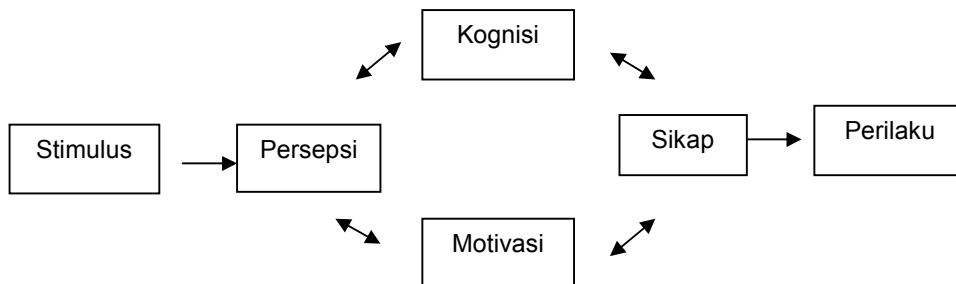 Kognisi
Stimulus
Persepsi
Sikap
Perilaku
Motivasi